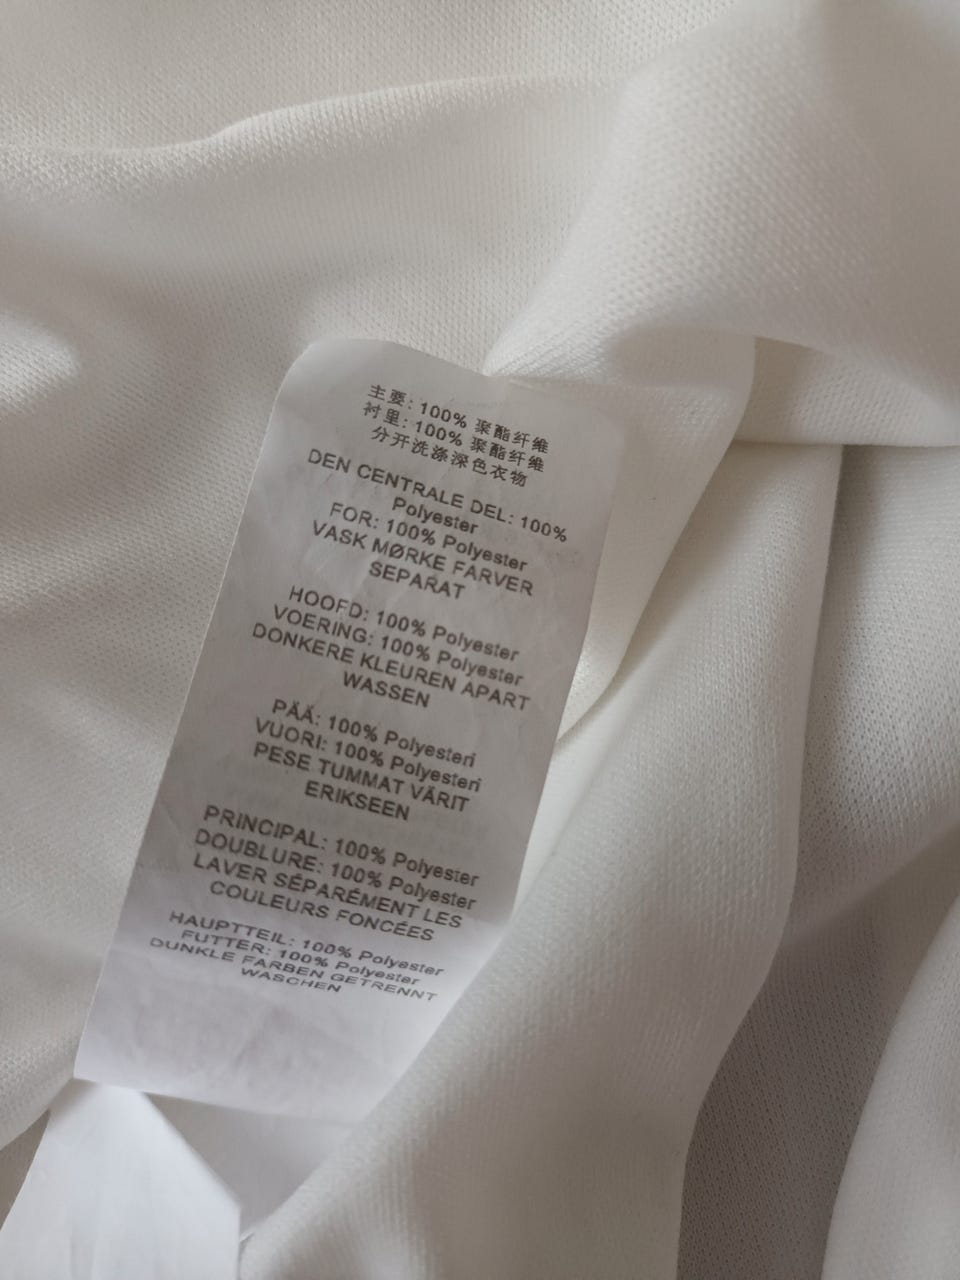 主要: 100% 聚酯纤维
衬里: 100% 聚酯纤维
分开洗涤深色衣物
DEN CENTRALE DEL: 100%
Polyester
FOR: 100% Polyester
VASK MØRKE FARVER
SEPARAT
HOOFD: 100% Polyester
VOERING: 100% Polyester
DONKERE KLEUREN APART
WASSEN
PÄÄ: 100% Polyesteri
VUORI: 100% Polyesteri
PESE TUMMAT VÄRIT
ERIKSEEN
PRINCIPAL: 100% Polyester
DOUBLURE: 100% Polyester
LAVER SÉPARÉMENT LES
COULEURS FONCÉES
HAUPTTEIL: 100% Polyester
FUTTER: 100% Polyester
DUNKLE FARBEN GETRENNT
WASCHEN